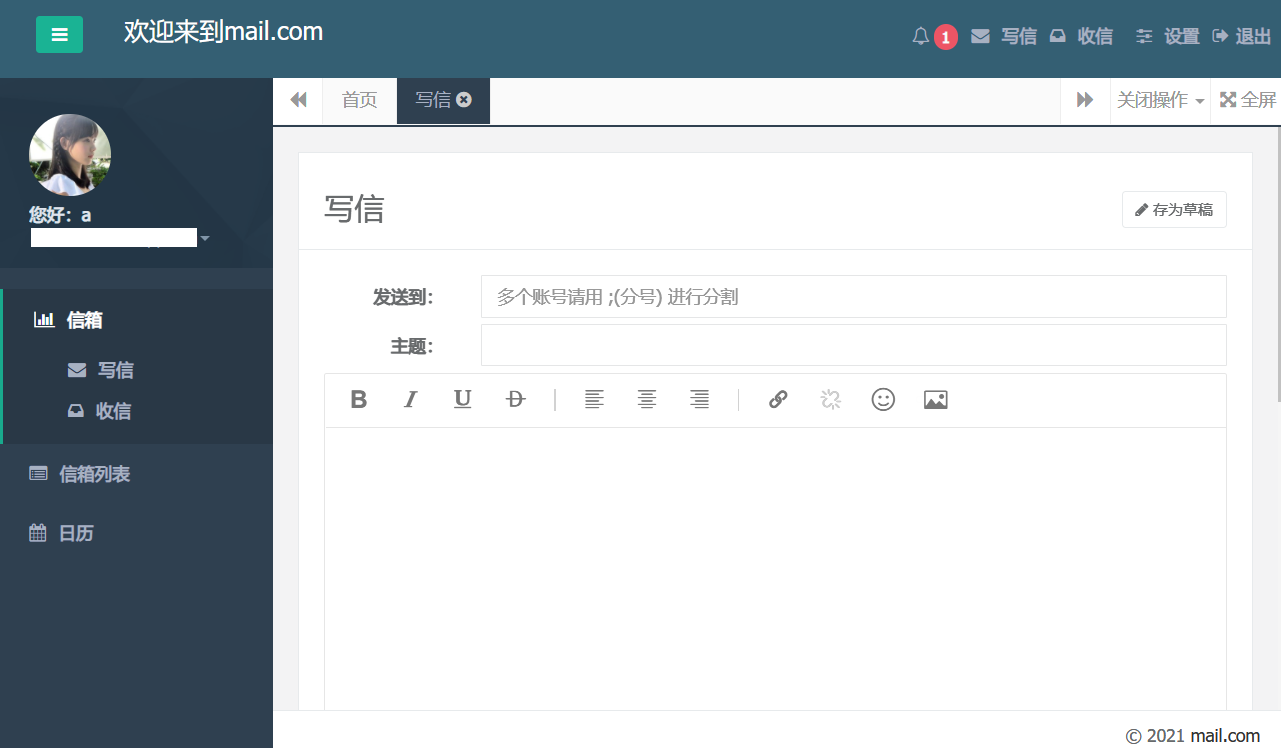 欢迎来到mail.com
1 写信 收信 设置 退出
首页 写信 关闭操作 全屏
您好：a
信箱
写信
收信
信箱列表
日历
写信
存为草稿
发送到：
多个账号请用 ;(分号) 进行分割
主题：
B I U D
© 2021 mail.com